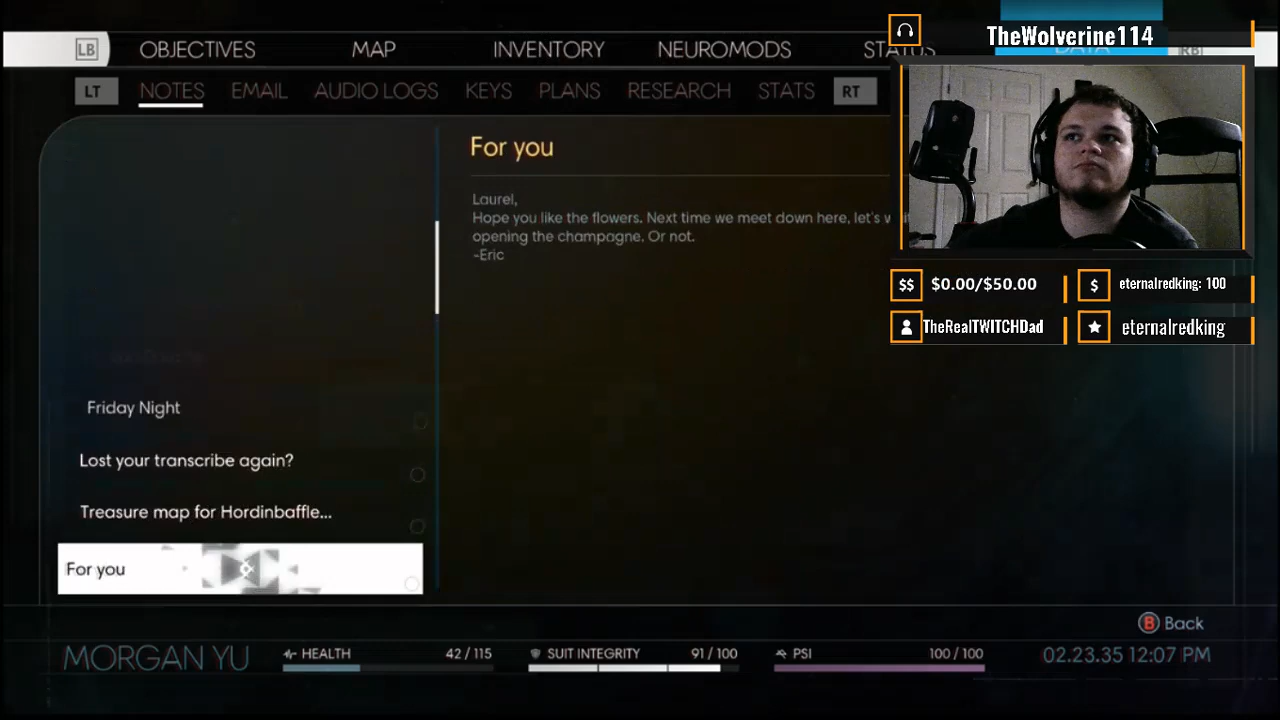 TheWolverine114
LB OBJECTIVES MAP INVENTORY NEUROMODS STATUS DATA RB
LT NOTES EMAIL AUDIO LOGS KEYS PLANS RESEARCH STATS RT
For you
Laurel,
Hope you like the flowers. Next time we meet down here, let's
opening the champagne. Or not.
-Eric
$$ $0.00/$50.00 $ eternalredking: 100
TheRealTWITCHDad eternalredking
Friday Night
Lost your transcribe again?
Treasure map for Hordinbaffle...
For you
B Back
MORGAN YU HEALTH 42/115 SUIT INTEGRITY 91/100 PSI 100/100 02.23.35 12:07 PM